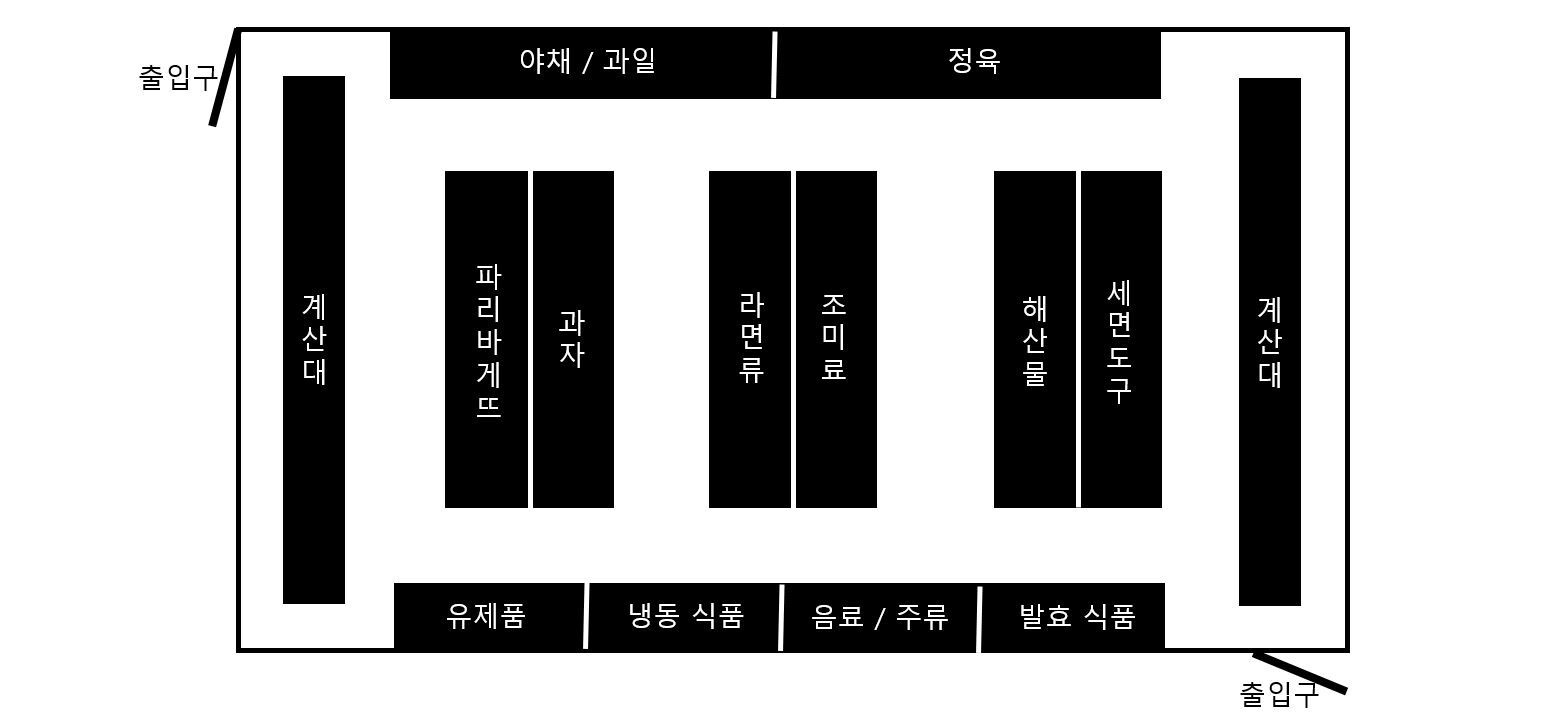 출입구
야채 / 과일
정육
계산대
파리바게뜨
과자
라면류
조미료
해산물
세면도구
계산대
유제품
냉동 식품
음료 / 주류
발효 식품
출입구